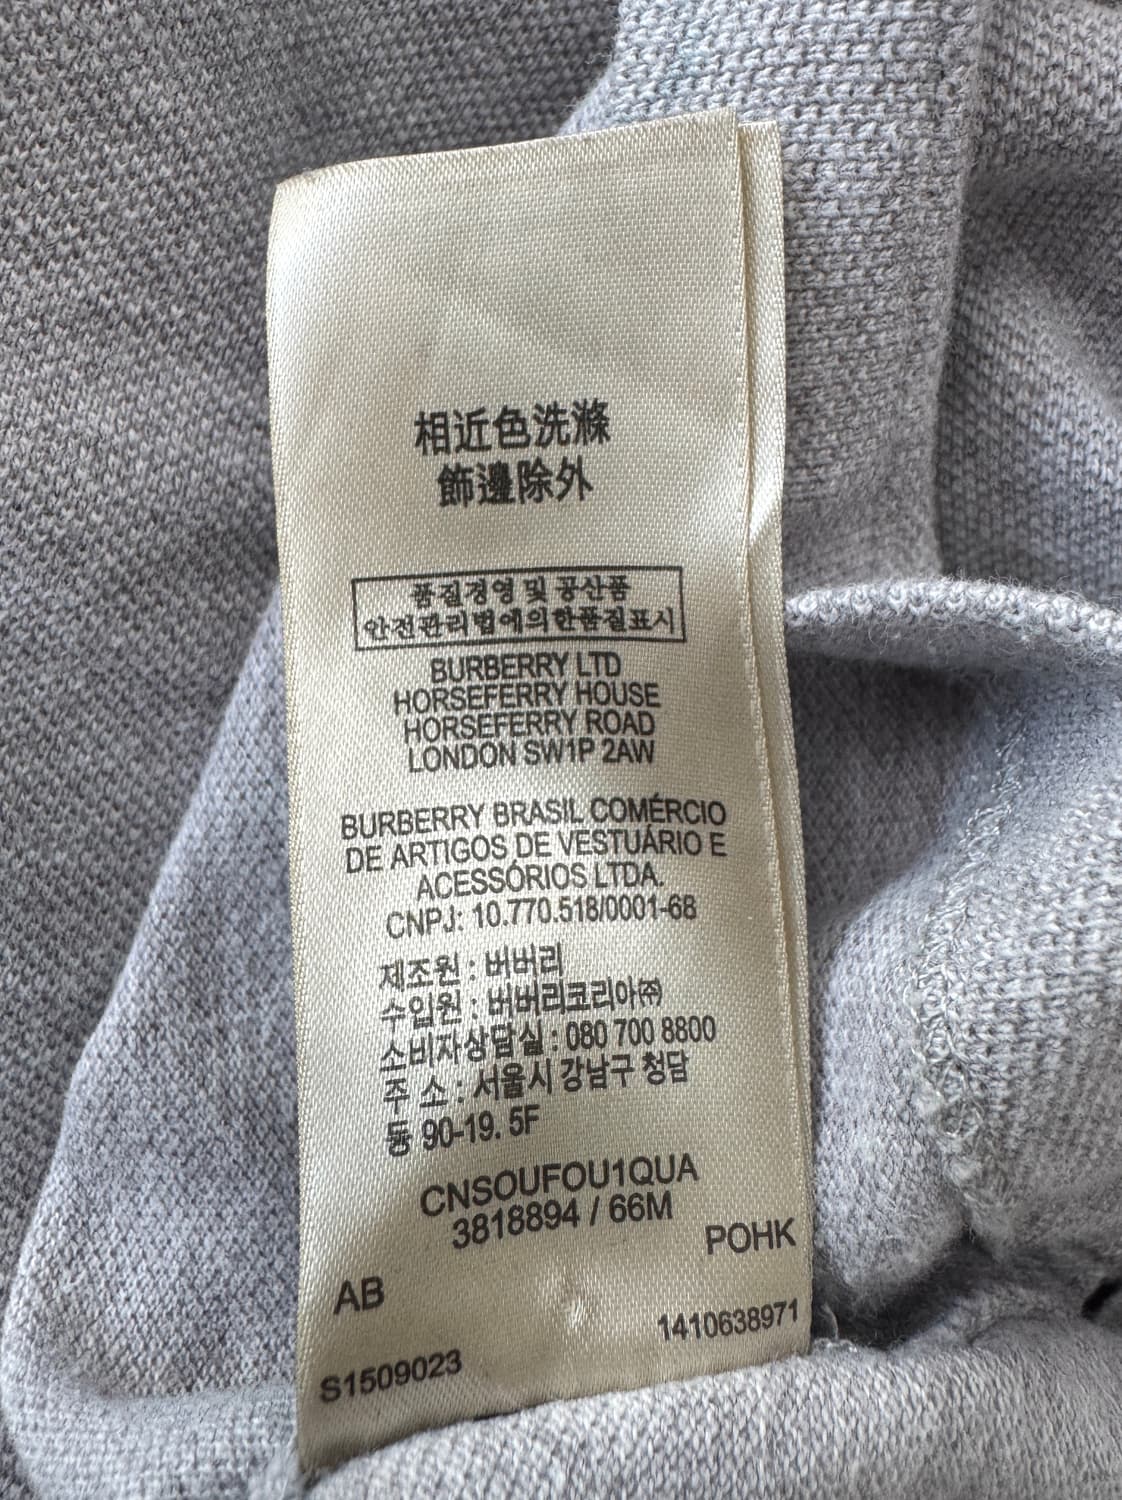 相近色洗滌
飾邊除外
품질경영 및 공산품
안전관리법에의한품질표시
BURBERRY LTD
HORSEFERRY HOUSE
HORSEFERRY ROAD
LONDON SW1P 2AW
BURBERRY BRASIL COMÉRCIO
DE ARTIGOS DE VESTUÁRIO E
ACESSÓRIOS LTDA.
CNPJ: 10.770.518/0001-68
제조원 : 버버리
수입원 : 버버리코리아㈜
소비자상담실 : 080 700 8800
주 소 : 서울시 강남구 청담
동 90-19. 5F
CNSOUFOU1QUA
3818894 / 66M
POHK
AB
1410638971
S1509023